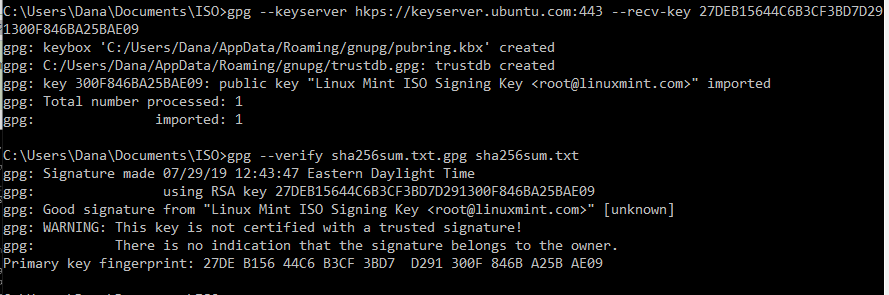 C:\Users\Dana\Documents\ISO>gpg --keyserver hkps://keyserver.ubuntu.com:443 --recv-key 27DEB15644C6B3CF3BD7D29
1300F846BA25BAE09
gpg: keybox 'C:/Users/Dana/AppData/Roaming/gnupg/pubring.kbx' created
gpg: C:/Users/Dana/AppData/Roaming/gnupg/trustdb.gpg: trustdb created
gpg: key 300F846BA25BAE09: public key "Linux Mint ISO Signing Key <root@linuxmint.com>" imported
gpg: Total number processed: 1
gpg:               imported: 1
C:\Users\Dana\Documents\ISO>gpg --verify sha256sum.txt.gpg sha256sum.txt
gpg: Signature made 07/29/19 12:43:47 Eastern Daylight Time
gpg:                using RSA key 27DEB15644C6B3CF3BD7D291300F846BA25BAE09
gpg: Good signature from "Linux Mint ISO Signing Key <root@linuxmint.com>" [unknown]
gpg: WARNING: This key is not certified with a trusted signature!
gpg:          There is no indication that the signature belongs to the owner.
Primary key fingerprint: 27DE B156 44C6 B3CF 3BD7  D291 300F 846B A25B AE09